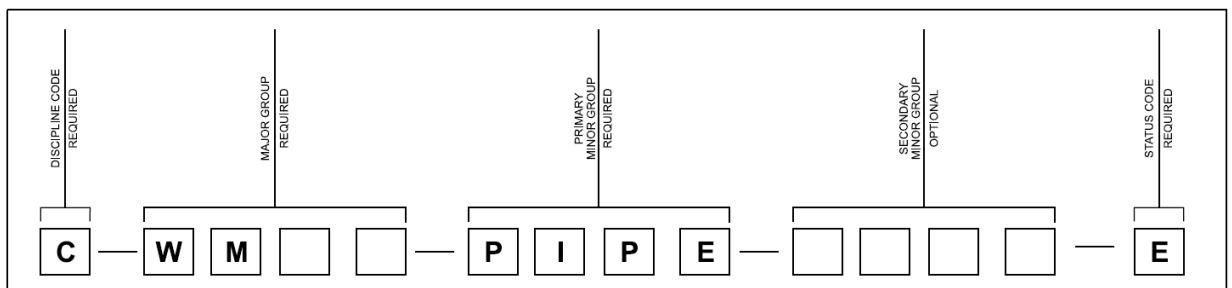 DISCIPLINE CODE
REQUIRED
MAJOR GROUP
REQUIRED
PRIMARY
MINOR GROUP
REQUIRED
SECONDARY
MINOR GROUP
OPTIONAL
STATUS CODE
REQUIRED
C — W M — P I P E — — E